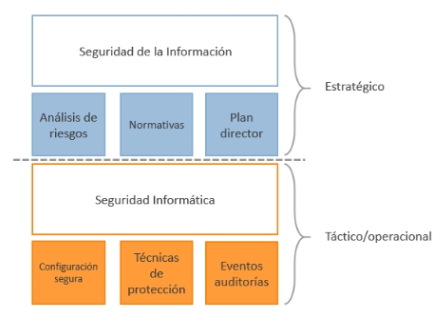 Seguridad de la Información
Estratégico
Análisis de
riesgos
Normativas
Plan
director
Seguridad Informática
Táctico/operacional
Configuración
segura
Técnicas
de
protección
Eventos
auditorías